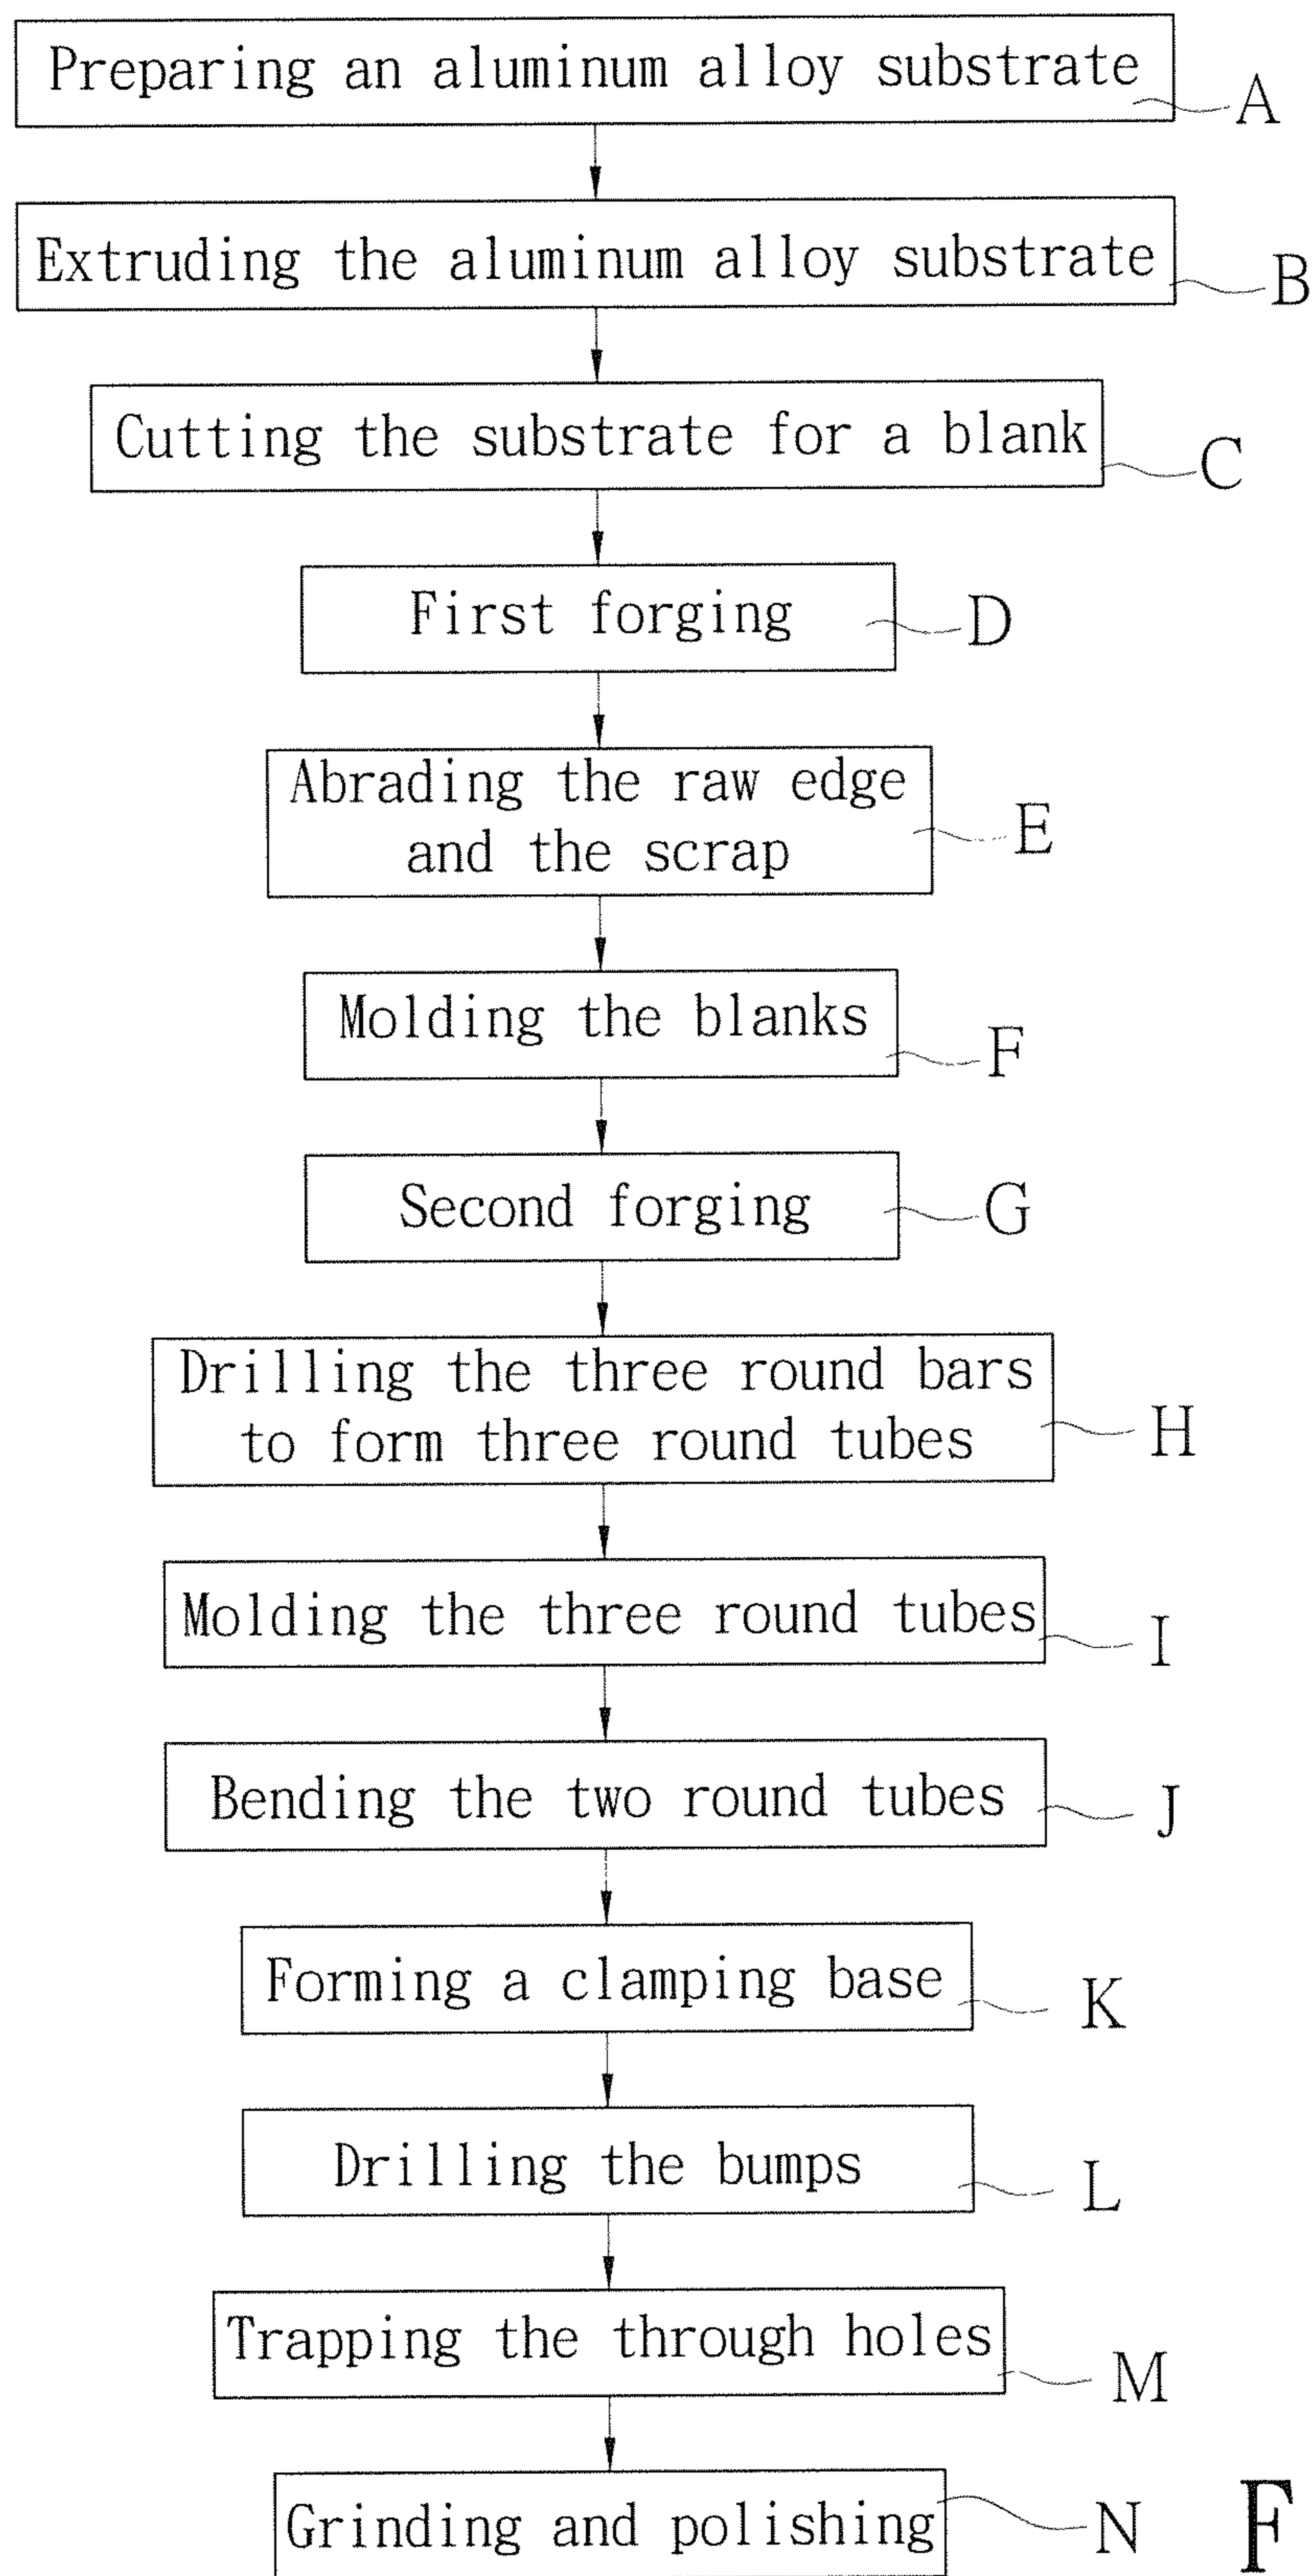 Preparing an aluminum alloy substrate
A
Extruding the aluminum alloy substrate
B
Cutting the substrate for a blank
C
First forging
D
Abrading the raw edge
and the scrap
E
Molding the blanks
F
Second forging
G
Drilling the three round bars
to form three round tubes
H
Molding the three round tubes
I
Bending the two round tubes
J
Forming a clamping base
K
Drilling the bumps
L
Trapping the through holes
M
Grinding and polishing
N
F